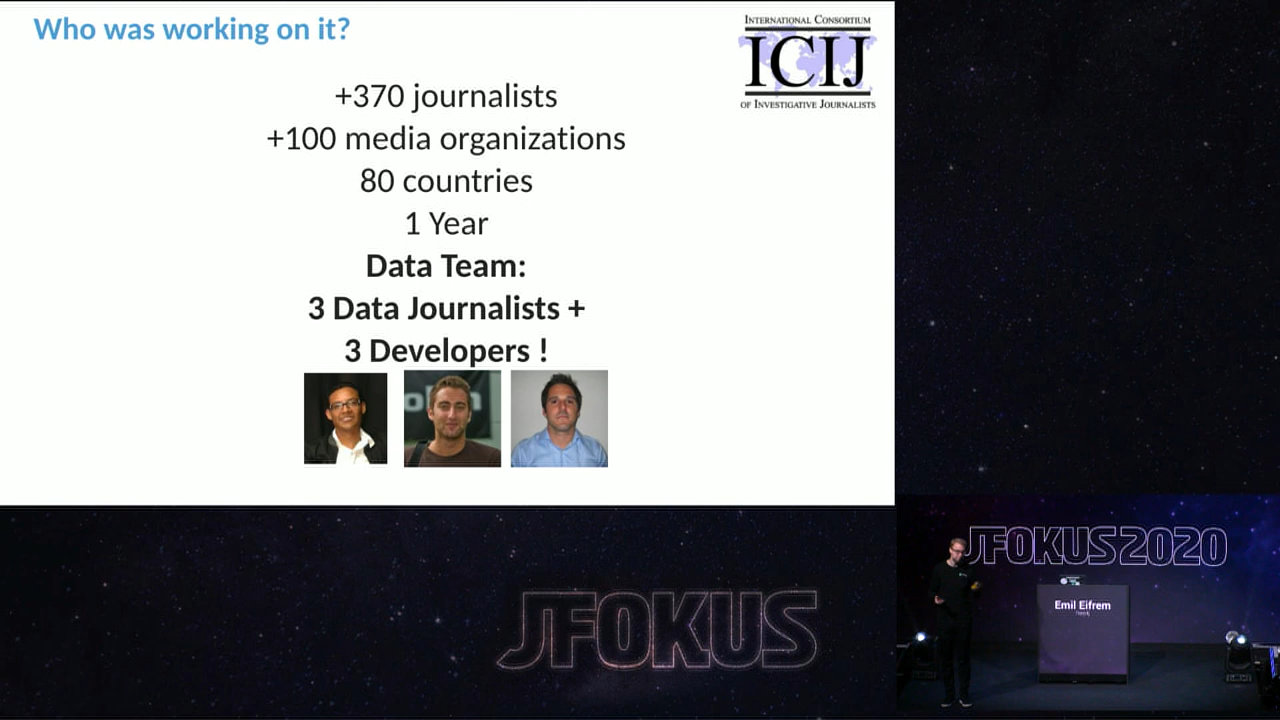 Who was working on it?
INTERNATIONAL CONSORTIUM
ICIJ
OF INVESTIGATIVE JOURNALISTS
+370 journalists
+100 media organizations
80 countries
1 Year
Data Team:
3 Data Journalists +
3 Developers !
JFOKUS
JFOKUS2020
Emil Eifrem